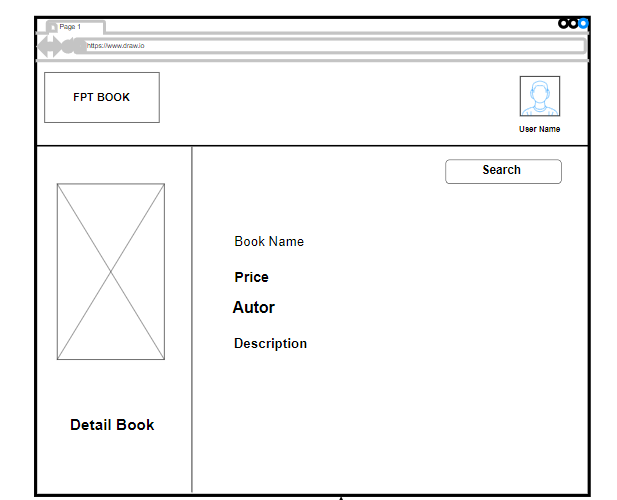 Page 1
https://www.draw.io
FPT BOOK
User Name
Search
Book Name
Price
Autor
Description
Detail Book